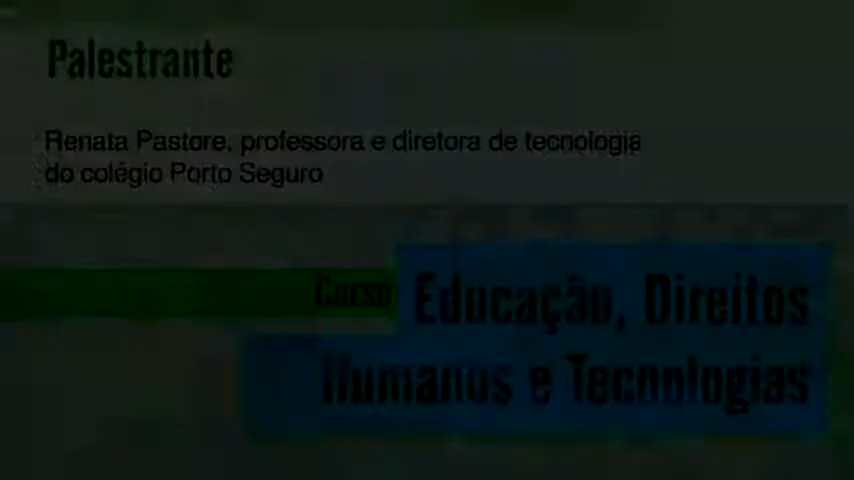 Palestrante
Renata Pastore, professora e diretora de tecnologia
do colégio Porto Seguro
Curso Educação, Direitos
Humanos e Tecnologias